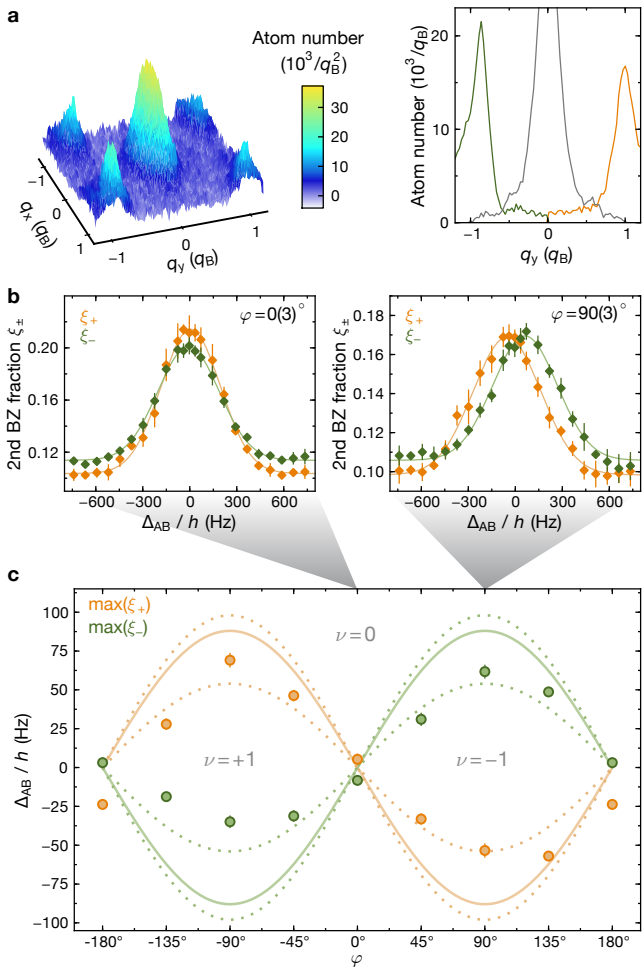 a
Atom number
(10³/q_B²)
30
20
10
0
−1
0
1
q_x (q_B)
−1
0
1
q_y (q_B)
Atom number (10³/q_B)
20
10
0
−1
0
1
q_y (q_B)
b
2nd BZ fraction ξ±
ξ₊
ξ₋
φ=0(3)°
0.20
0.16
0.12
−600 −300 0 300 600
Δ_AB / h (Hz)
2nd BZ fraction ξ±
ξ₊
ξ₋
φ=90(3)°
0.18
0.16
0.14
0.12
0.10
−600 −300 0 300 600
Δ_AB / h (Hz)
c
max(ξ₊)
max(ξ₋)
ν=0
ν=+1
ν=−1
Δ_AB / h (Hz)
100
75
50
25
0
−25
−50
−75
−100
-180° -135° -90° -45° 0° 45° 90° 135° 180°
φ